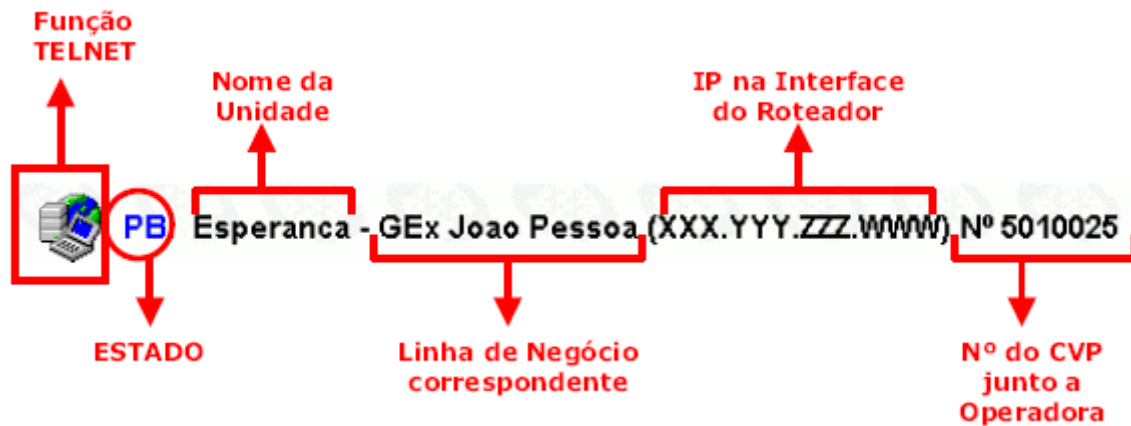 Função
TELNET
Nome da
Unidade
IP na Interface
do Roteador
PB Esperanca - GEx Joao Pessoa (XXX.YYY.ZZZ.WWW) Nº 5010025
ESTADO
Linha de Negócio
correspondente
Nº do CVP
junto a
Operadora